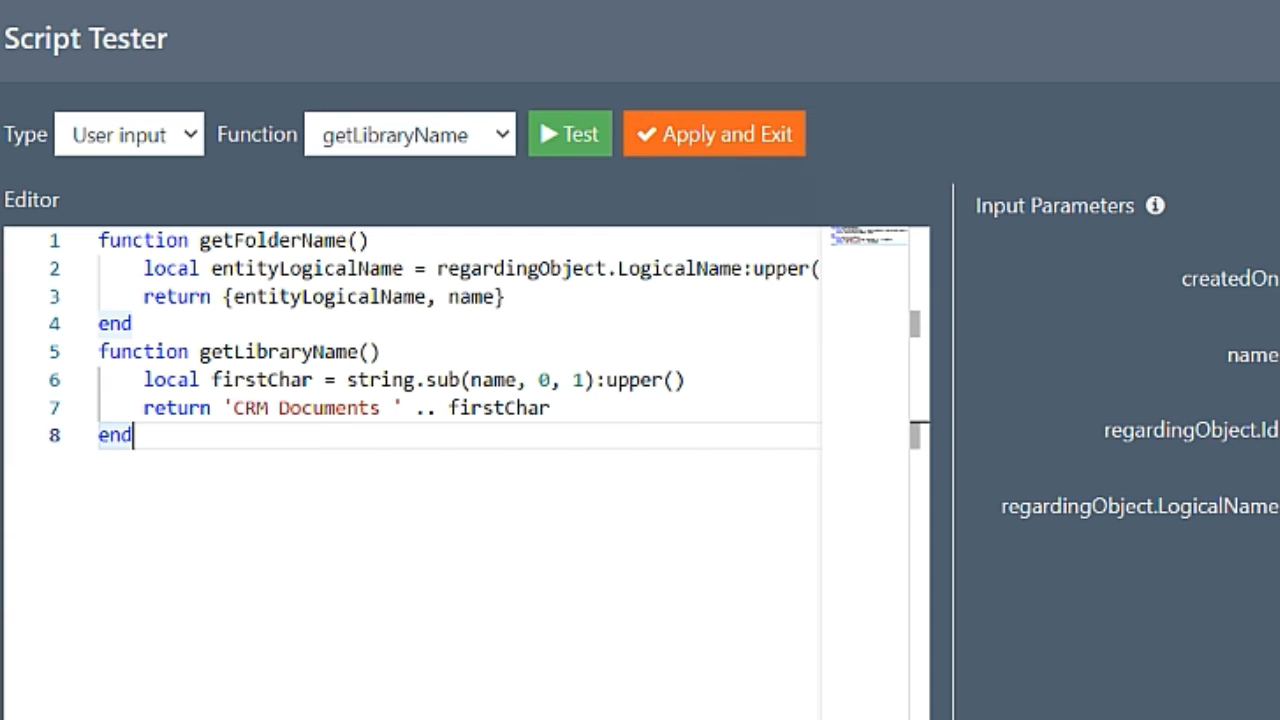 Script Tester
Type User input Function getLibraryName Test Apply and Exit
Editor
1 function getFolderName()
2 local entityLogicalName = regardingObject.LogicalName:upper(
3 return {entityLogicalName, name}
4 end
5 function getLibraryName()
6 local firstChar = string.sub(name, 0, 1):upper()
7 return 'CRM Documents ' .. firstChar
8 end
Input Parameters
createdOn
name
regardingObject.Id
regardingObject.LogicalName